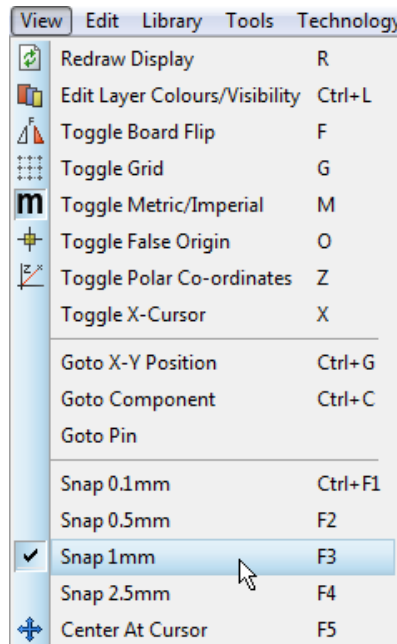 View Edit Library Tools Technology
Redraw Display R
Edit Layer Colours/Visibility Ctrl+L
Toggle Board Flip F
Toggle Grid G
m Toggle Metric/Imperial M
Toggle False Origin O
Toggle Polar Co-ordinates Z
Toggle X-Cursor X
Goto X-Y Position Ctrl+G
Goto Component Ctrl+C
Goto Pin
Snap 0.1mm Ctrl+F1
Snap 0.5mm F2
Snap 1mm F3
Snap 2.5mm F4
Center At Cursor F5